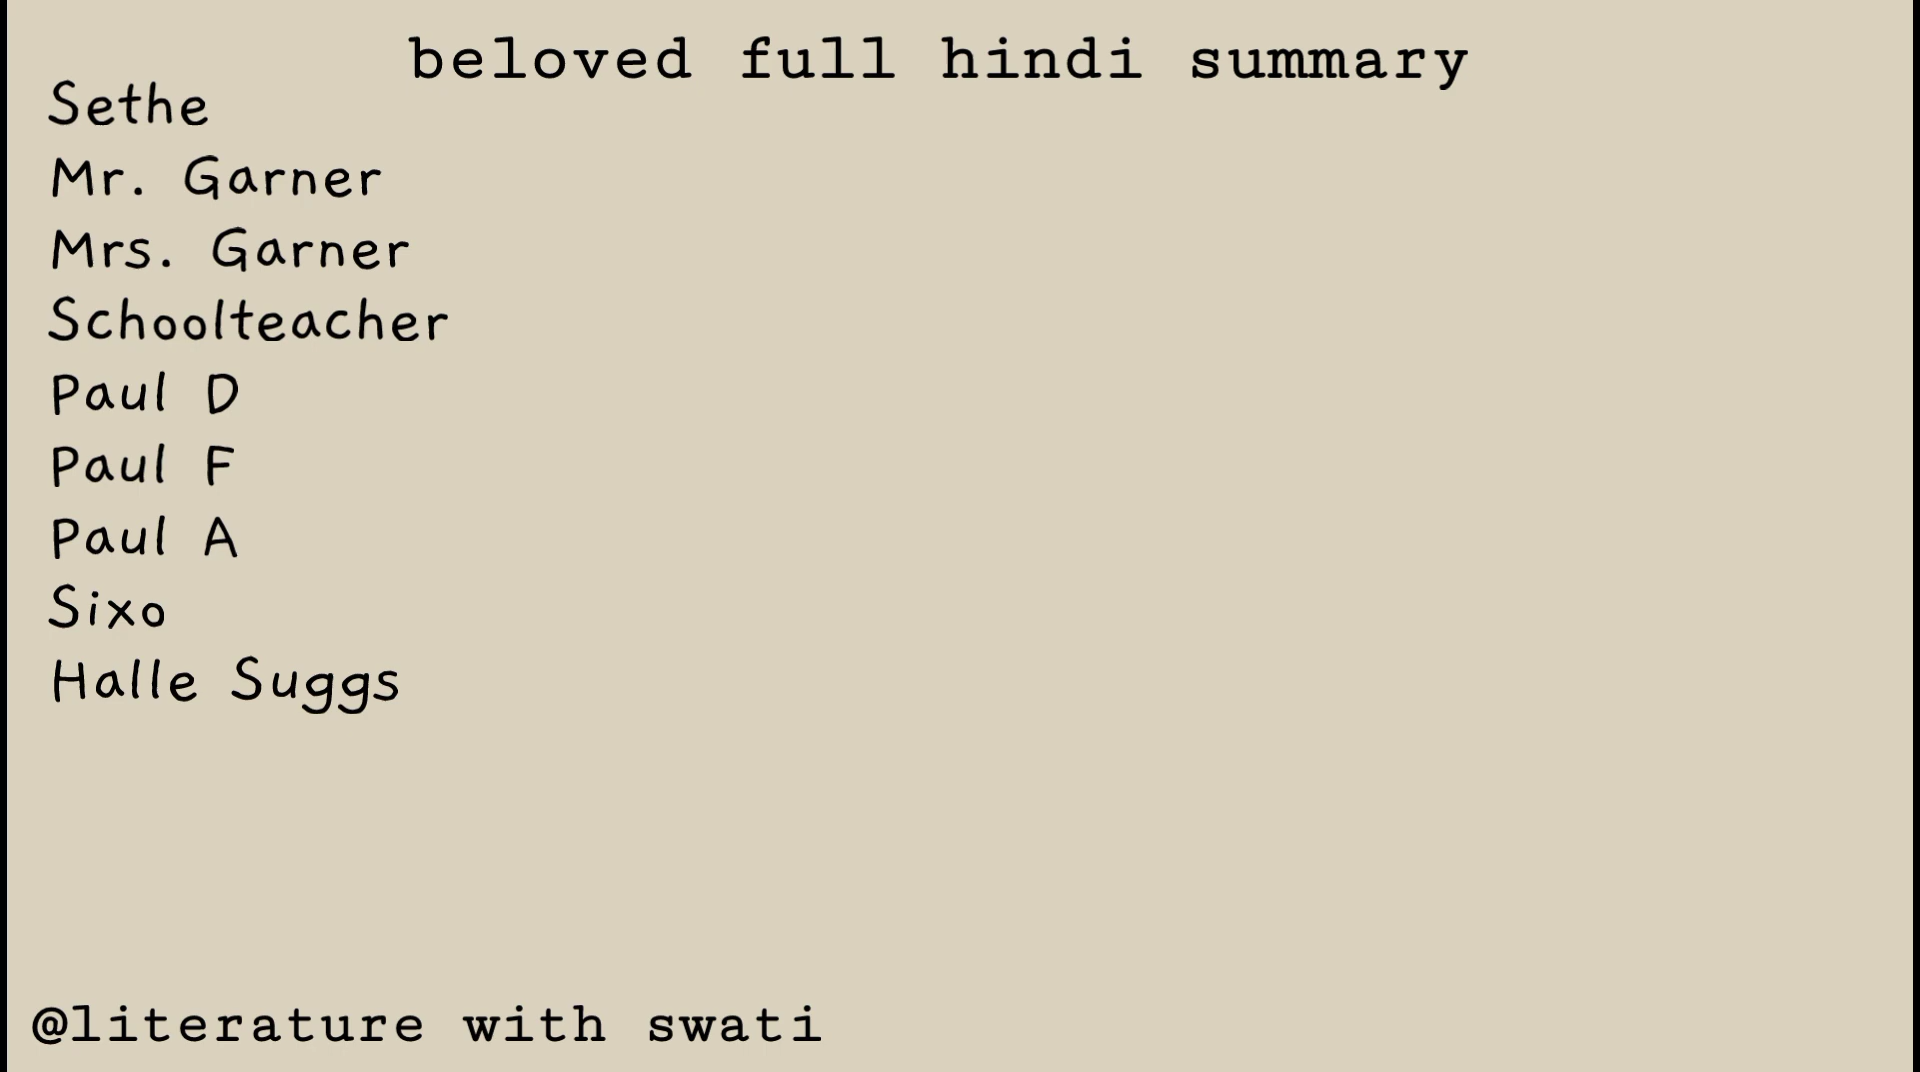 beloved full hindi summary
Sethe
Mr. Garner
Mrs. Garner
Schoolteacher
Paul D
Paul F
Paul A
Sixo
Halle Suggs
@literature with swati